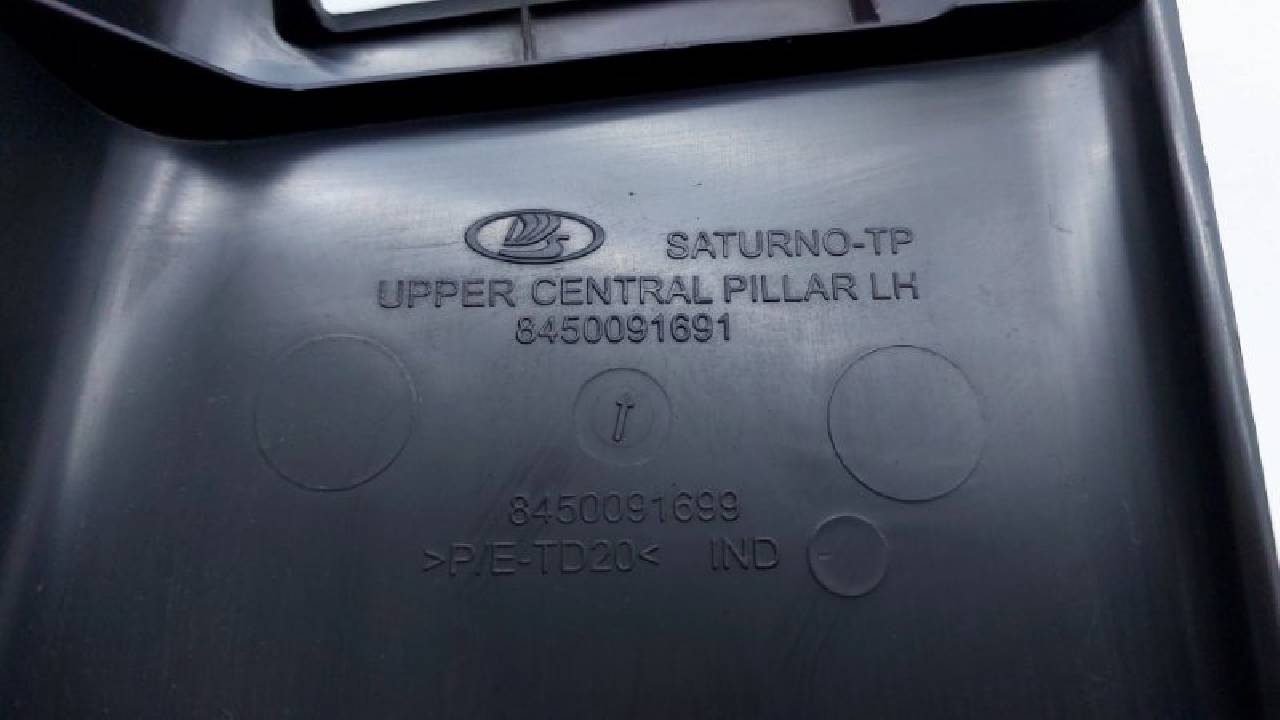 SATURNO-TP
UPPER CENTRAL PILLAR LH
8450091691
8450091699
>P/E-TD20< IND